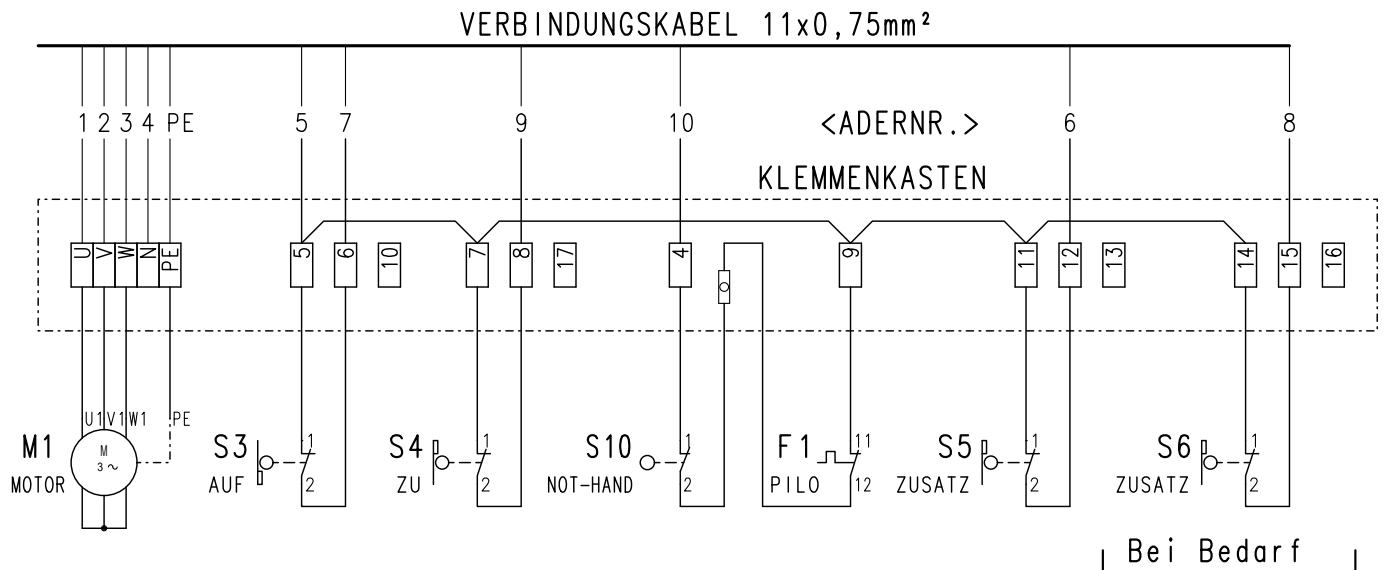 VERBINDUNGSKABEL 11x0,75mm²
1 2 3 4 PE 5 7 9 10 <ADERNR.> 6 8
KLEMMENKASTEN
U V W N PE 5 6 10 7 8 17 4 9 11 12 13 14 15 16
U1 V1 W1 PE
M1 M S3 1 S4 1 S10 1 F1 11 S5 1 S6 1
3~
MOTOR AUF 2 ZU 2 NOT-HAND 2 PILO 12 ZUSATZ 2 ZUSATZ 2
Bei Bedarf